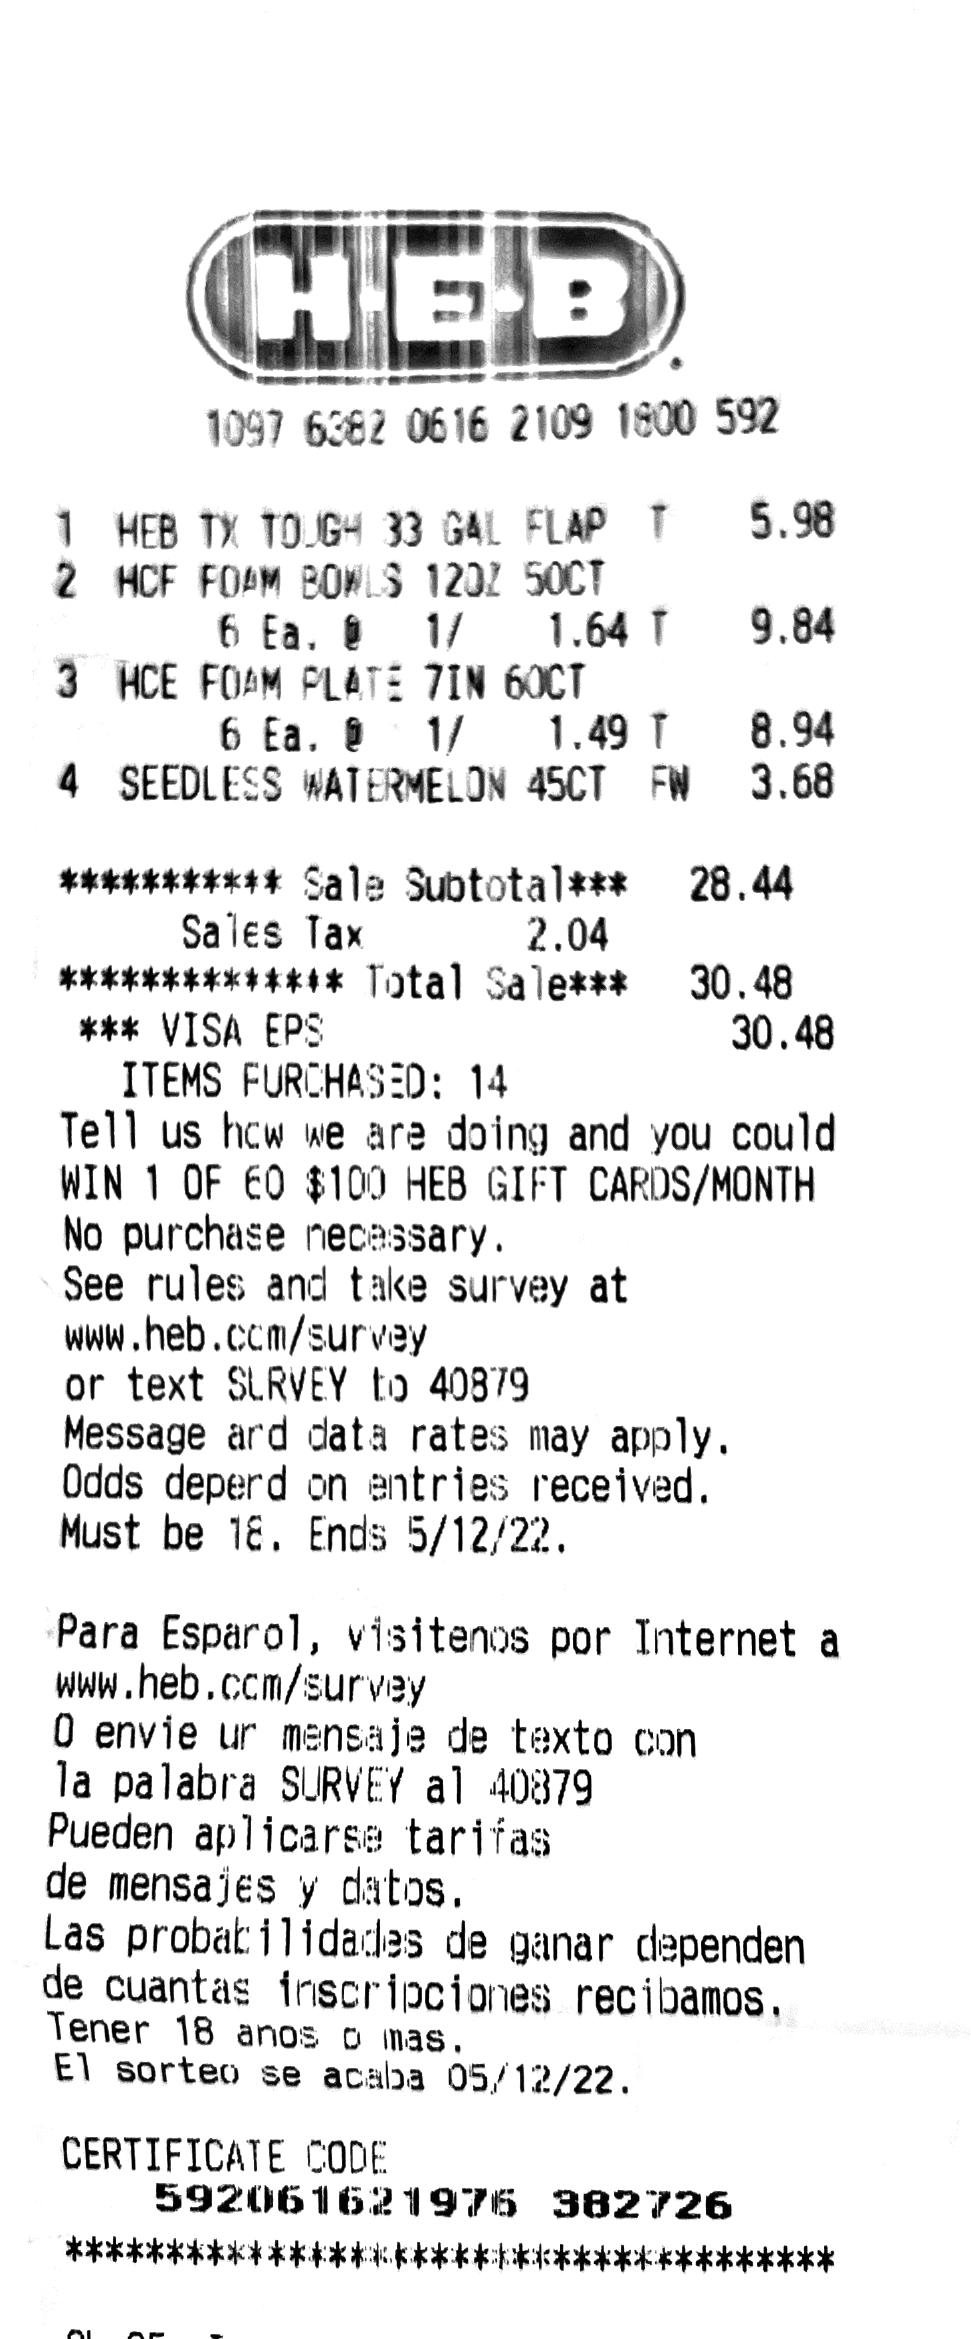 H·E·B
1097 6382 0616 2109 1800 592
1 HEB TX TOUGH 33 GAL FLAP T 5.98
2 HCF FOAM BOWLS 12OZ 50CT
6 Ea. @ 1/ 1.64 T 9.84
3 HCE FOAM PLATE 7IN 60CT
6 Ea. @ 1/ 1.49 T 8.94
4 SEEDLESS WATERMELON 45CT FW 3.68
*********** Sale Subtotal*** 28.44
Sales Tax 2.04
************** Total Sale*** 30.48
*** VISA EPS 30.48
ITEMS PURCHASED: 14
Tell us how we are doing and you could
WIN 1 OF 60 $100 HEB GIFT CARDS/MONTH
No purchase necessary.
See rules and take survey at
www.heb.com/survey
or text SURVEY to 40879
Message and data rates may apply.
Odds depend on entries received.
Must be 18. Ends 5/12/22.
Para Espanol, visitenos por Internet a
www.heb.com/survey
O envie un mensaje de texto con
la palabra SURVEY al 40879
Pueden aplicarse tarifas
de mensajes y datos.
Las probabilidades de ganar dependen
de cuantas inscripciones recibamos.
Tener 18 anos o mas.
El sorteo se acaba 05/12/22.
CERTIFICATE CODE
592061621976 382726
**************************************